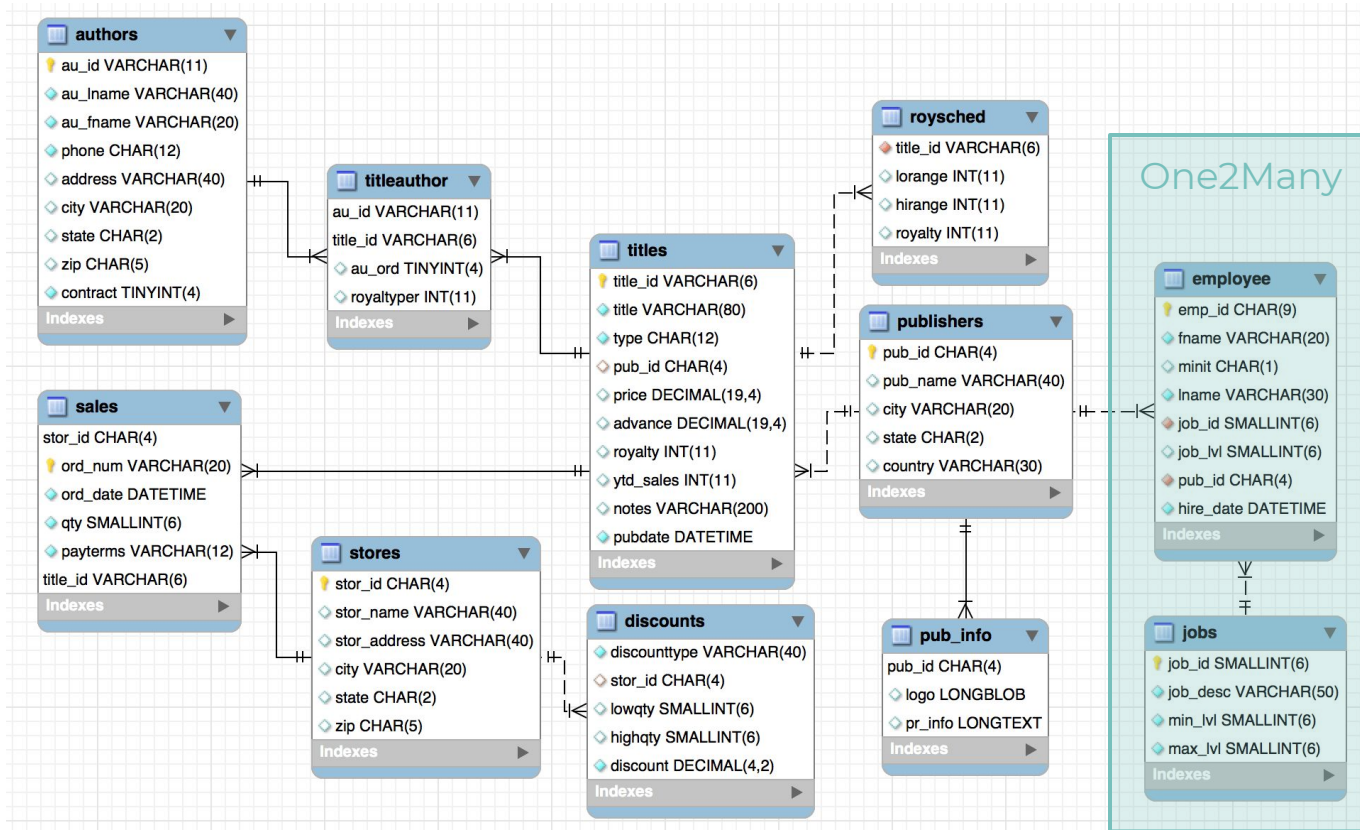 authors
au_id VARCHAR(11)
au_lname VARCHAR(40)
au_fname VARCHAR(20)
phone CHAR(12)
address VARCHAR(40)
city VARCHAR(20)
state CHAR(2)
zip CHAR(5)
contract TINYINT(4)
Indexes
titleauthor
au_id VARCHAR(11)
title_id VARCHAR(6)
au_ord TINYINT(4)
royaltyper INT(11)
Indexes
titles
title_id VARCHAR(6)
title VARCHAR(80)
type CHAR(12)
pub_id CHAR(4)
price DECIMAL(19,4)
advance DECIMAL(19,4)
royalty INT(11)
ytd_sales INT(11)
notes VARCHAR(200)
pubdate DATETIME
Indexes
roysched
title_id VARCHAR(6)
lorange INT(11)
hirange INT(11)
royalty INT(11)
Indexes
publishers
pub_id CHAR(4)
pub_name VARCHAR(40)
city VARCHAR(20)
state CHAR(2)
country VARCHAR(30)
Indexes
One2Many
employee
emp_id CHAR(9)
fname VARCHAR(20)
minit CHAR(1)
lname VARCHAR(30)
job_id SMALLINT(6)
job_lvl SMALLINT(6)
pub_id CHAR(4)
hire_date DATETIME
Indexes
sales
stor_id CHAR(4)
ord_num VARCHAR(20)
ord_date DATETIME
qty SMALLINT(6)
payterms VARCHAR(12)
title_id VARCHAR(6)
Indexes
stores
stor_id CHAR(4)
stor_name VARCHAR(40)
stor_address VARCHAR(40)
city VARCHAR(20)
state CHAR(2)
zip CHAR(5)
Indexes
discounts
discounttype VARCHAR(40)
stor_id CHAR(4)
lowqty SMALLINT(6)
highqty SMALLINT(6)
discount DECIMAL(4,2)
Indexes
pub_info
pub_id CHAR(4)
logo LONGBLOB
pr_info LONGTEXT
Indexes
jobs
job_id SMALLINT(6)
job_desc VARCHAR(50)
min_lvl SMALLINT(6)
max_lvl SMALLINT(6)
Indexes